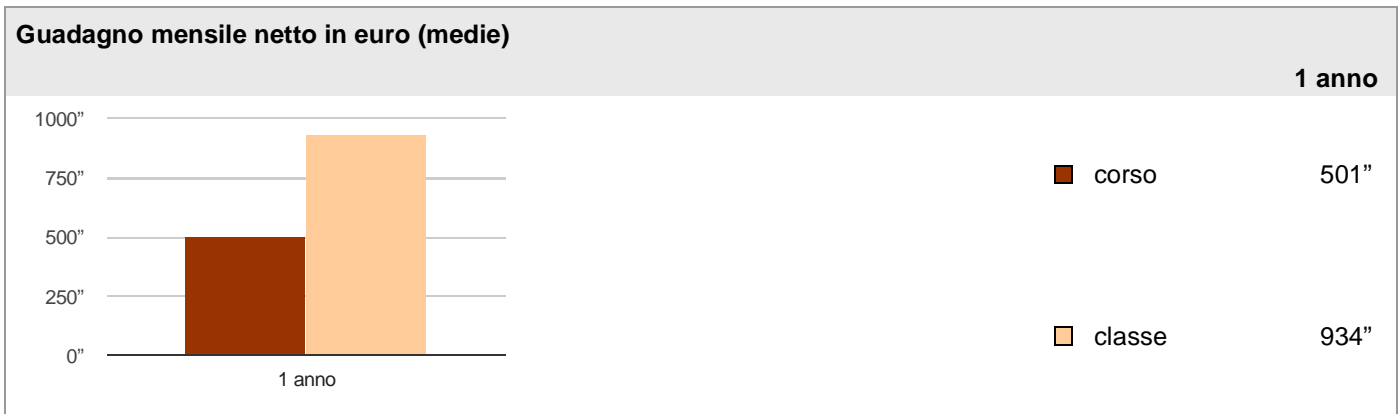 Guadagno mensile netto in euro (medie)
1 anno
1000”
750”
500”
250”
0”
1 anno
corso 501”
classe 934”